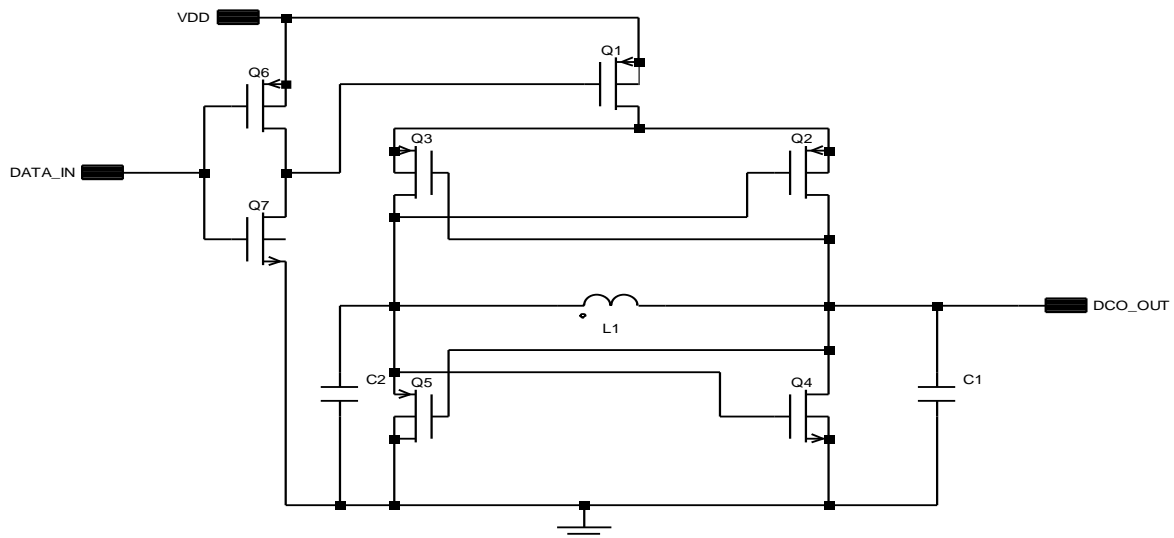 VDD
Q1
Q6
Q3
Q2
DATA_IN
Q7
DCO_OUT
L1
C2
Q5
Q4
C1